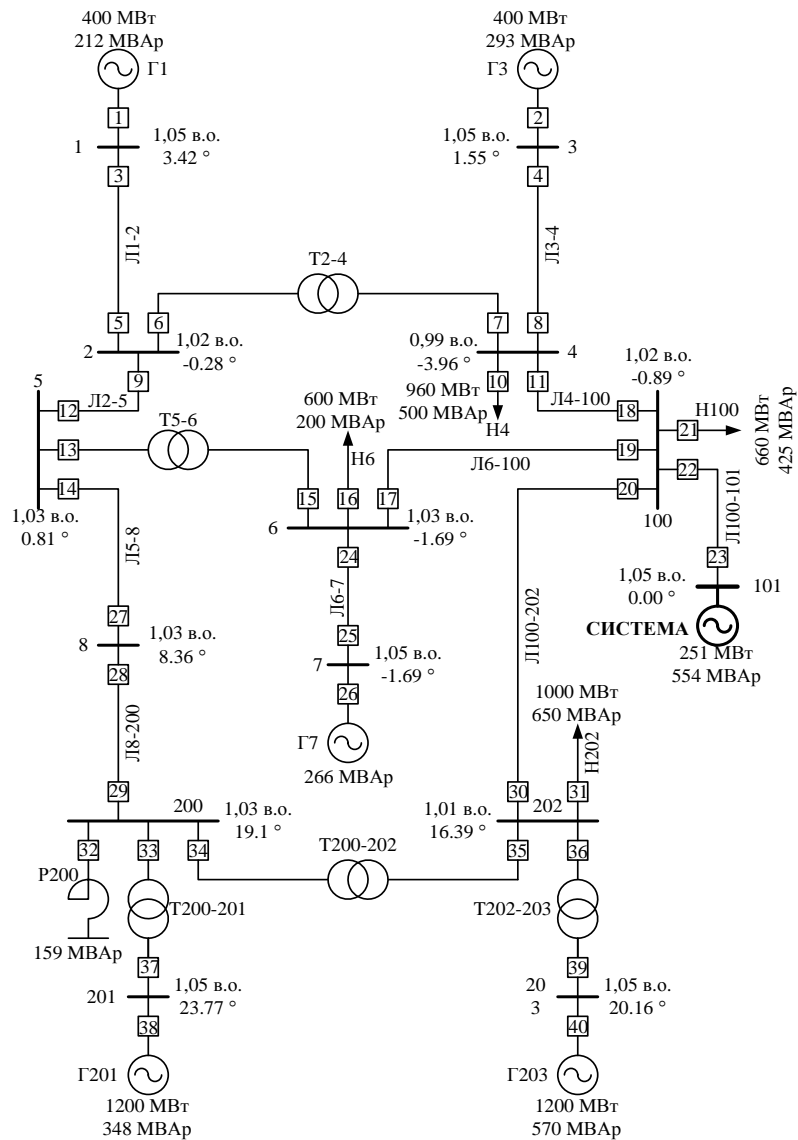 400 МВт
212 МВАр
Г1
1
1,05 в.о.
3.42 °
1
3
Л1-2
5
400 МВт
293 МВАр
Г3
2
1,05 в.о.
1.55 °
3
4
Л3-4
Т2-4
6
7
8
2
1,02 в.о.
-0.28 °
9
0,99 в.о.
-3.96 °
4
10
11
960 МВт
500 МВАр
Н4
Л4-100
18
1,02 в.о.
-0.89 °
5
12
Л2-5
13
Т5-6
14
1,03 в.о.
0.81 °
600 МВт
200 МВАр
Н6
15
16
17
Л6-100
19
20
21
Н100
660 МВт
425 МВАр
22
100
Л100-101
23
6
1,03 в.о.
-1.69 °
24
Л5-8
27
Л6-7
25
1,05 в.о.
0.00 °
101
СИСТЕМА
251 МВт
554 МВАр
8
1,03 в.о.
8.36 °
28
7
1,05 в.о.
-1.69 °
26
Г7
266 МВАр
Л100-202
Л8-200
1000 МВт
650 МВАр
Н202
29
30
31
200
1,03 в.о.
19.1 °
1,01 в.о.
16.39 °
202
32
33
34
35
36
Р200
159 МВАр
Т200-201
Т200-202
Т202-203
37
39
201
1,05 в.о.
23.77 °
20
3
1,05 в.о.
20.16 °
38
40
Г201
1200 МВт
348 МВАр
Г203
1200 МВт
570 МВАр